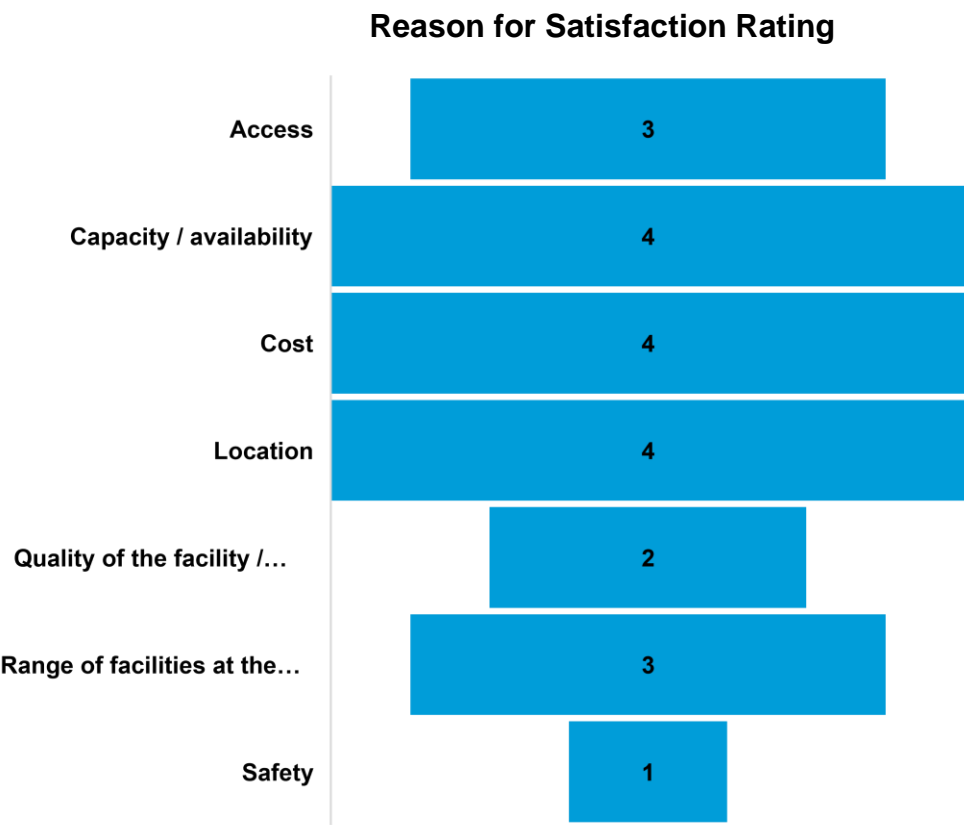 Reason for Satisfaction Rating
Access 3
Capacity / availability 4
Cost 4
Location 4
Quality of the facility /… 2
Range of facilities at the… 3
Safety 1